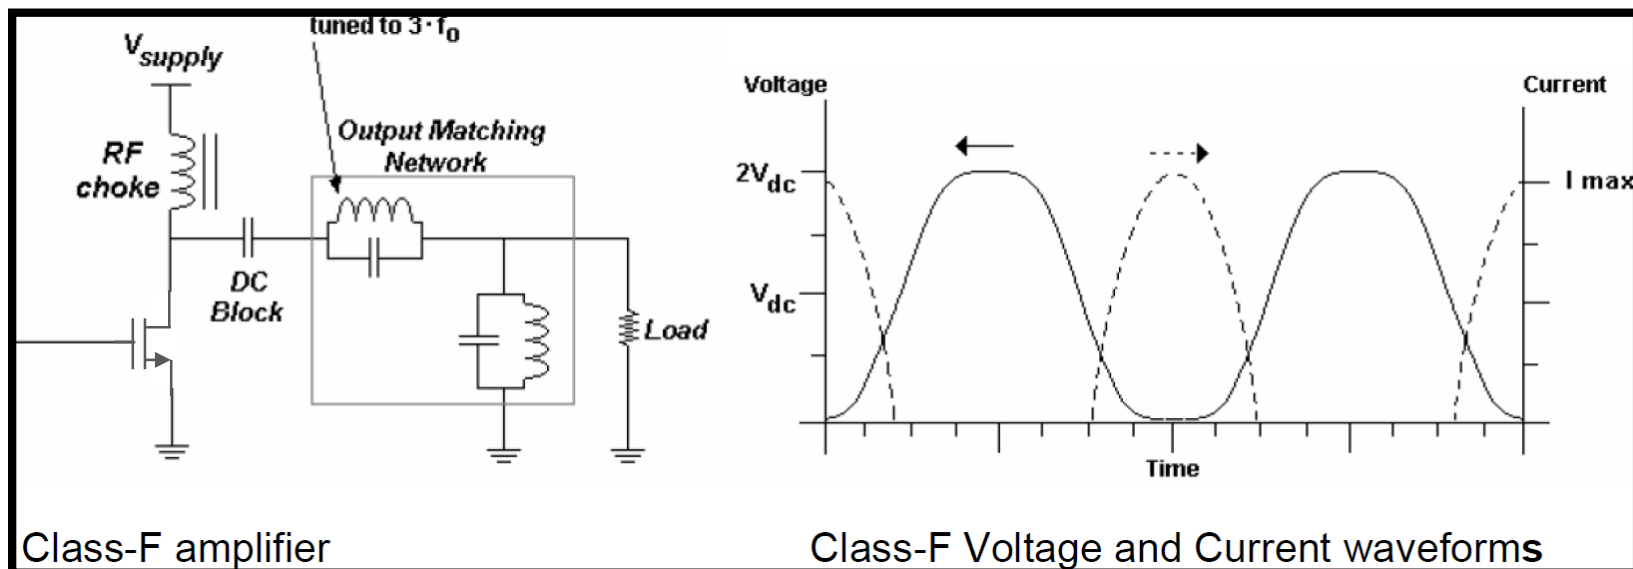 tuned to 3·f₀
Vsupply
RF
choke
Output Matching
Network
DC
Block
Load
Voltage
Current
2Vdc
I max
Vdc
Time
Class-F amplifier
Class-F Voltage and Current waveforms